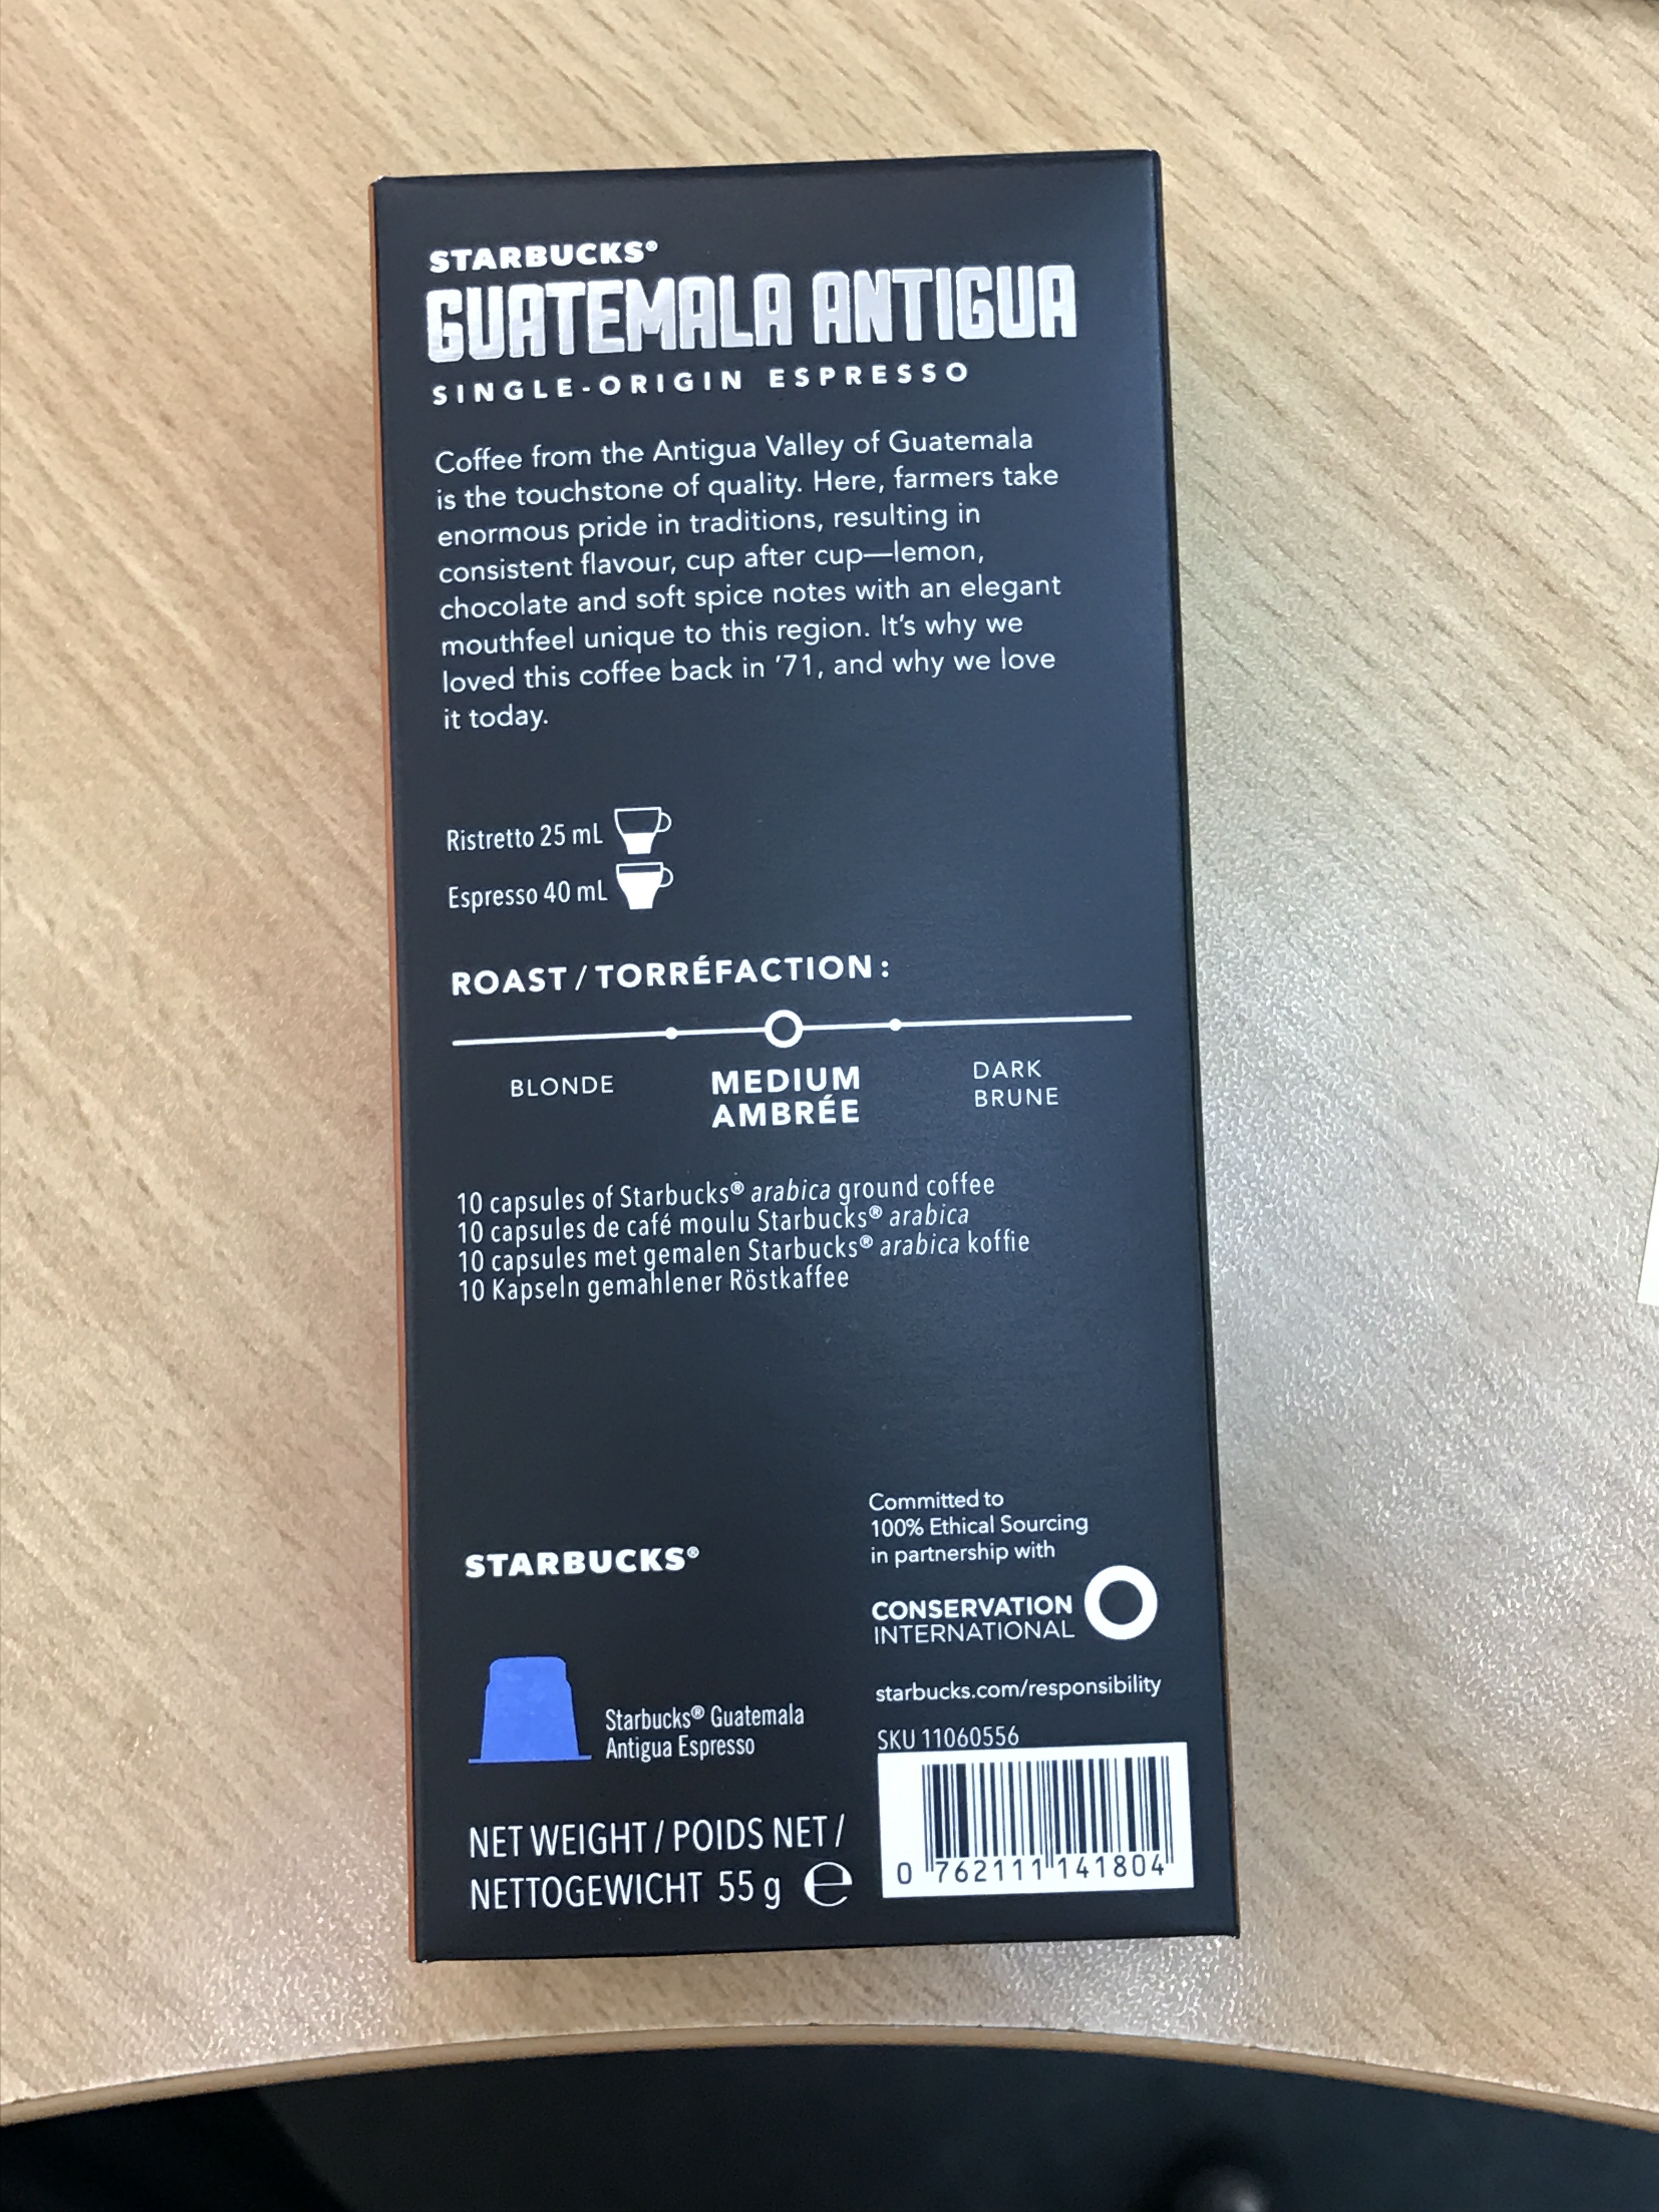 STARBUCKS®
GUATEMALA ANTIGUA
SINGLE-ORIGIN ESPRESSO
Coffee from the Antigua Valley of Guatemala
is the touchstone of quality. Here, farmers take
enormous pride in traditions, resulting in
consistent flavour, cup after cup—lemon,
chocolate and soft spice notes with an elegant
mouthfeel unique to this region. It's why we
loved this coffee back in '71, and why we love
it today.
Ristretto 25 mL
Espresso 40 mL
ROAST / TORRÉFACTION :
BLONDE
MEDIUM
AMBRÉE
DARK
BRUNE
10 capsules of Starbucks® arabica ground coffee
10 capsules de café moulu Starbucks® arabica
10 capsules met gemalen Starbucks® arabica koffie
10 Kapseln gemahlener Röstkaffee
STARBUCKS®
Starbucks® Guatemala
Antigua Espresso
NET WEIGHT / POIDS NET /
NETTOGEWICHT 55 g ℮
Committed to
100% Ethical Sourcing
in partnership with
CONSERVATION
INTERNATIONAL
starbucks.com/responsibility
SKU 11060556
0 762111 141804